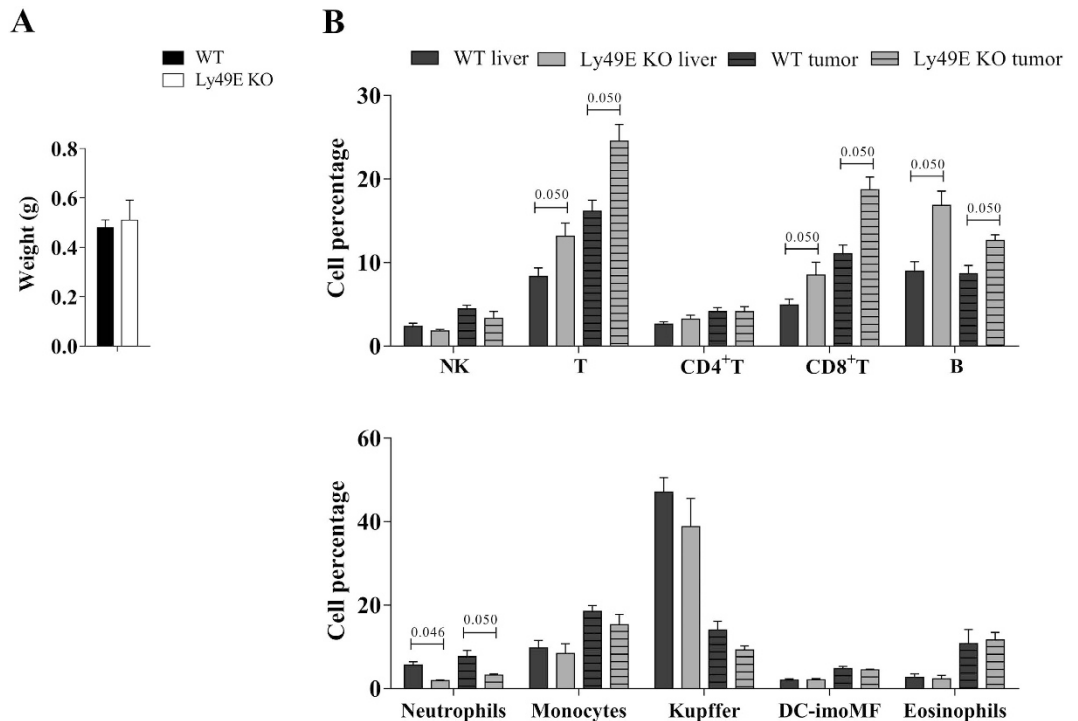 A
WT
Ly49E KO
Weight (g)
0.8
0.6
0.4
0.2
0.0
B
WT liver Ly49E KO liver WT tumor Ly49E KO tumor
Cell percentage
30
20
10
0
0.050
0.050
0.050
0.050
0.050
0.050
NK T CD4⁺T CD8⁺T B
Cell percentage
60
40
20
0
0.046
0.050
Neutrophils Monocytes Kupffer DC-imoMF Eosinophils